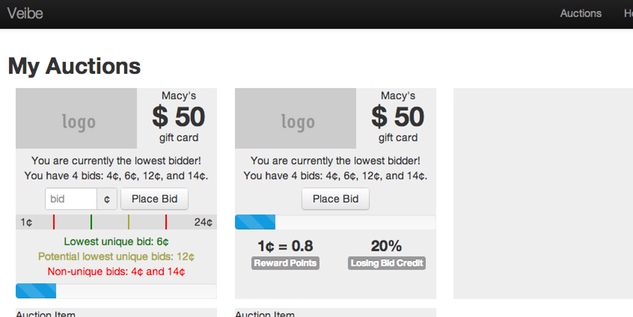 Veibe
Auctions
My Auctions
logo
Macy's
$ 50
gift card
You are currently the lowest bidder!
You have 4 bids: 4¢, 6¢, 12¢, and 14¢.
bid ¢ Place Bid
1¢ 24¢
Lowest unique bid: 6¢
Potential lowest unique bids: 12¢
Non-unique bids: 4¢ and 14¢
Auction Item
logo
Macy's
$ 50
gift card
You are currently the lowest bidder!
You have 4 bids: 4¢, 6¢, 12¢, and 14¢.
Place Bid
1¢ = 0.8 20%
Reward Points Losing Bid Credit
Auction Item